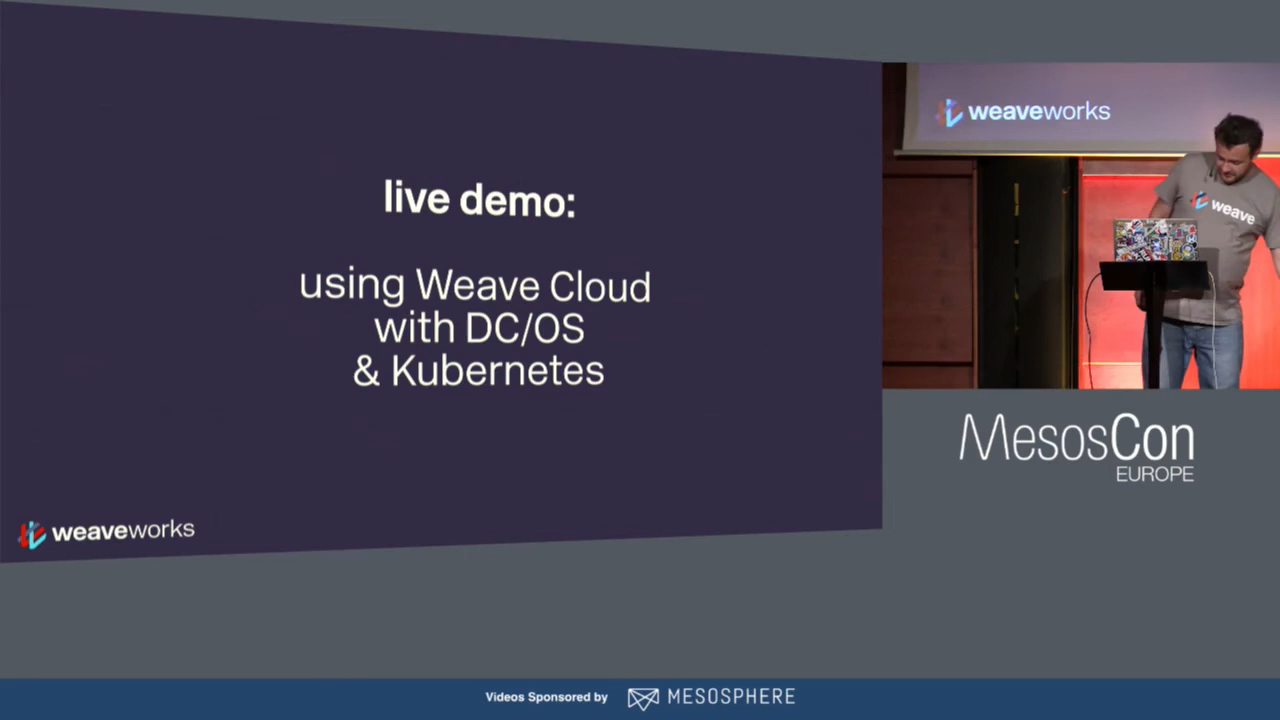 live demo:
using Weave Cloud
with DC/OS
& Kubernetes
weaveworks
weaveworks
weave
MesosCon
EUROPE
Videos Sponsored by MESOSPHERE